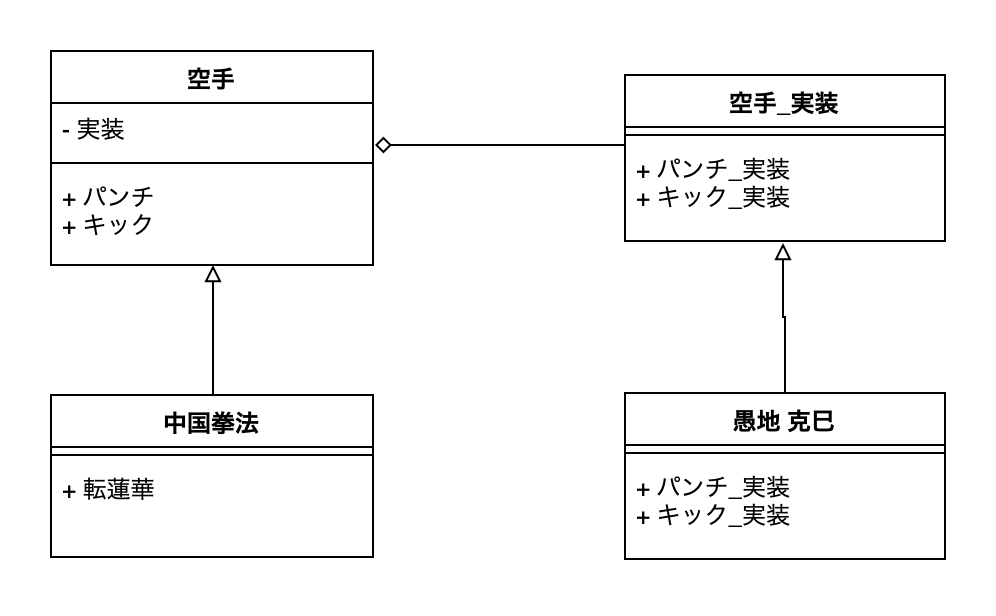 空手
- 実装
+ パンチ
+ キック
空手_実装
+ パンチ_実装
+ キック_実装
中国拳法
+ 転蓮華
愚地 克巳
+ パンチ_実装
+ キック_実装